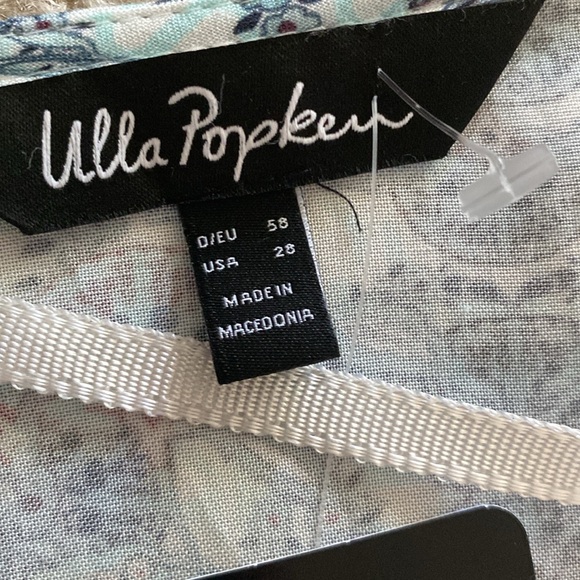 Ulla Popken
D/EU 58
USA 28
MADE IN
MACEDONIA